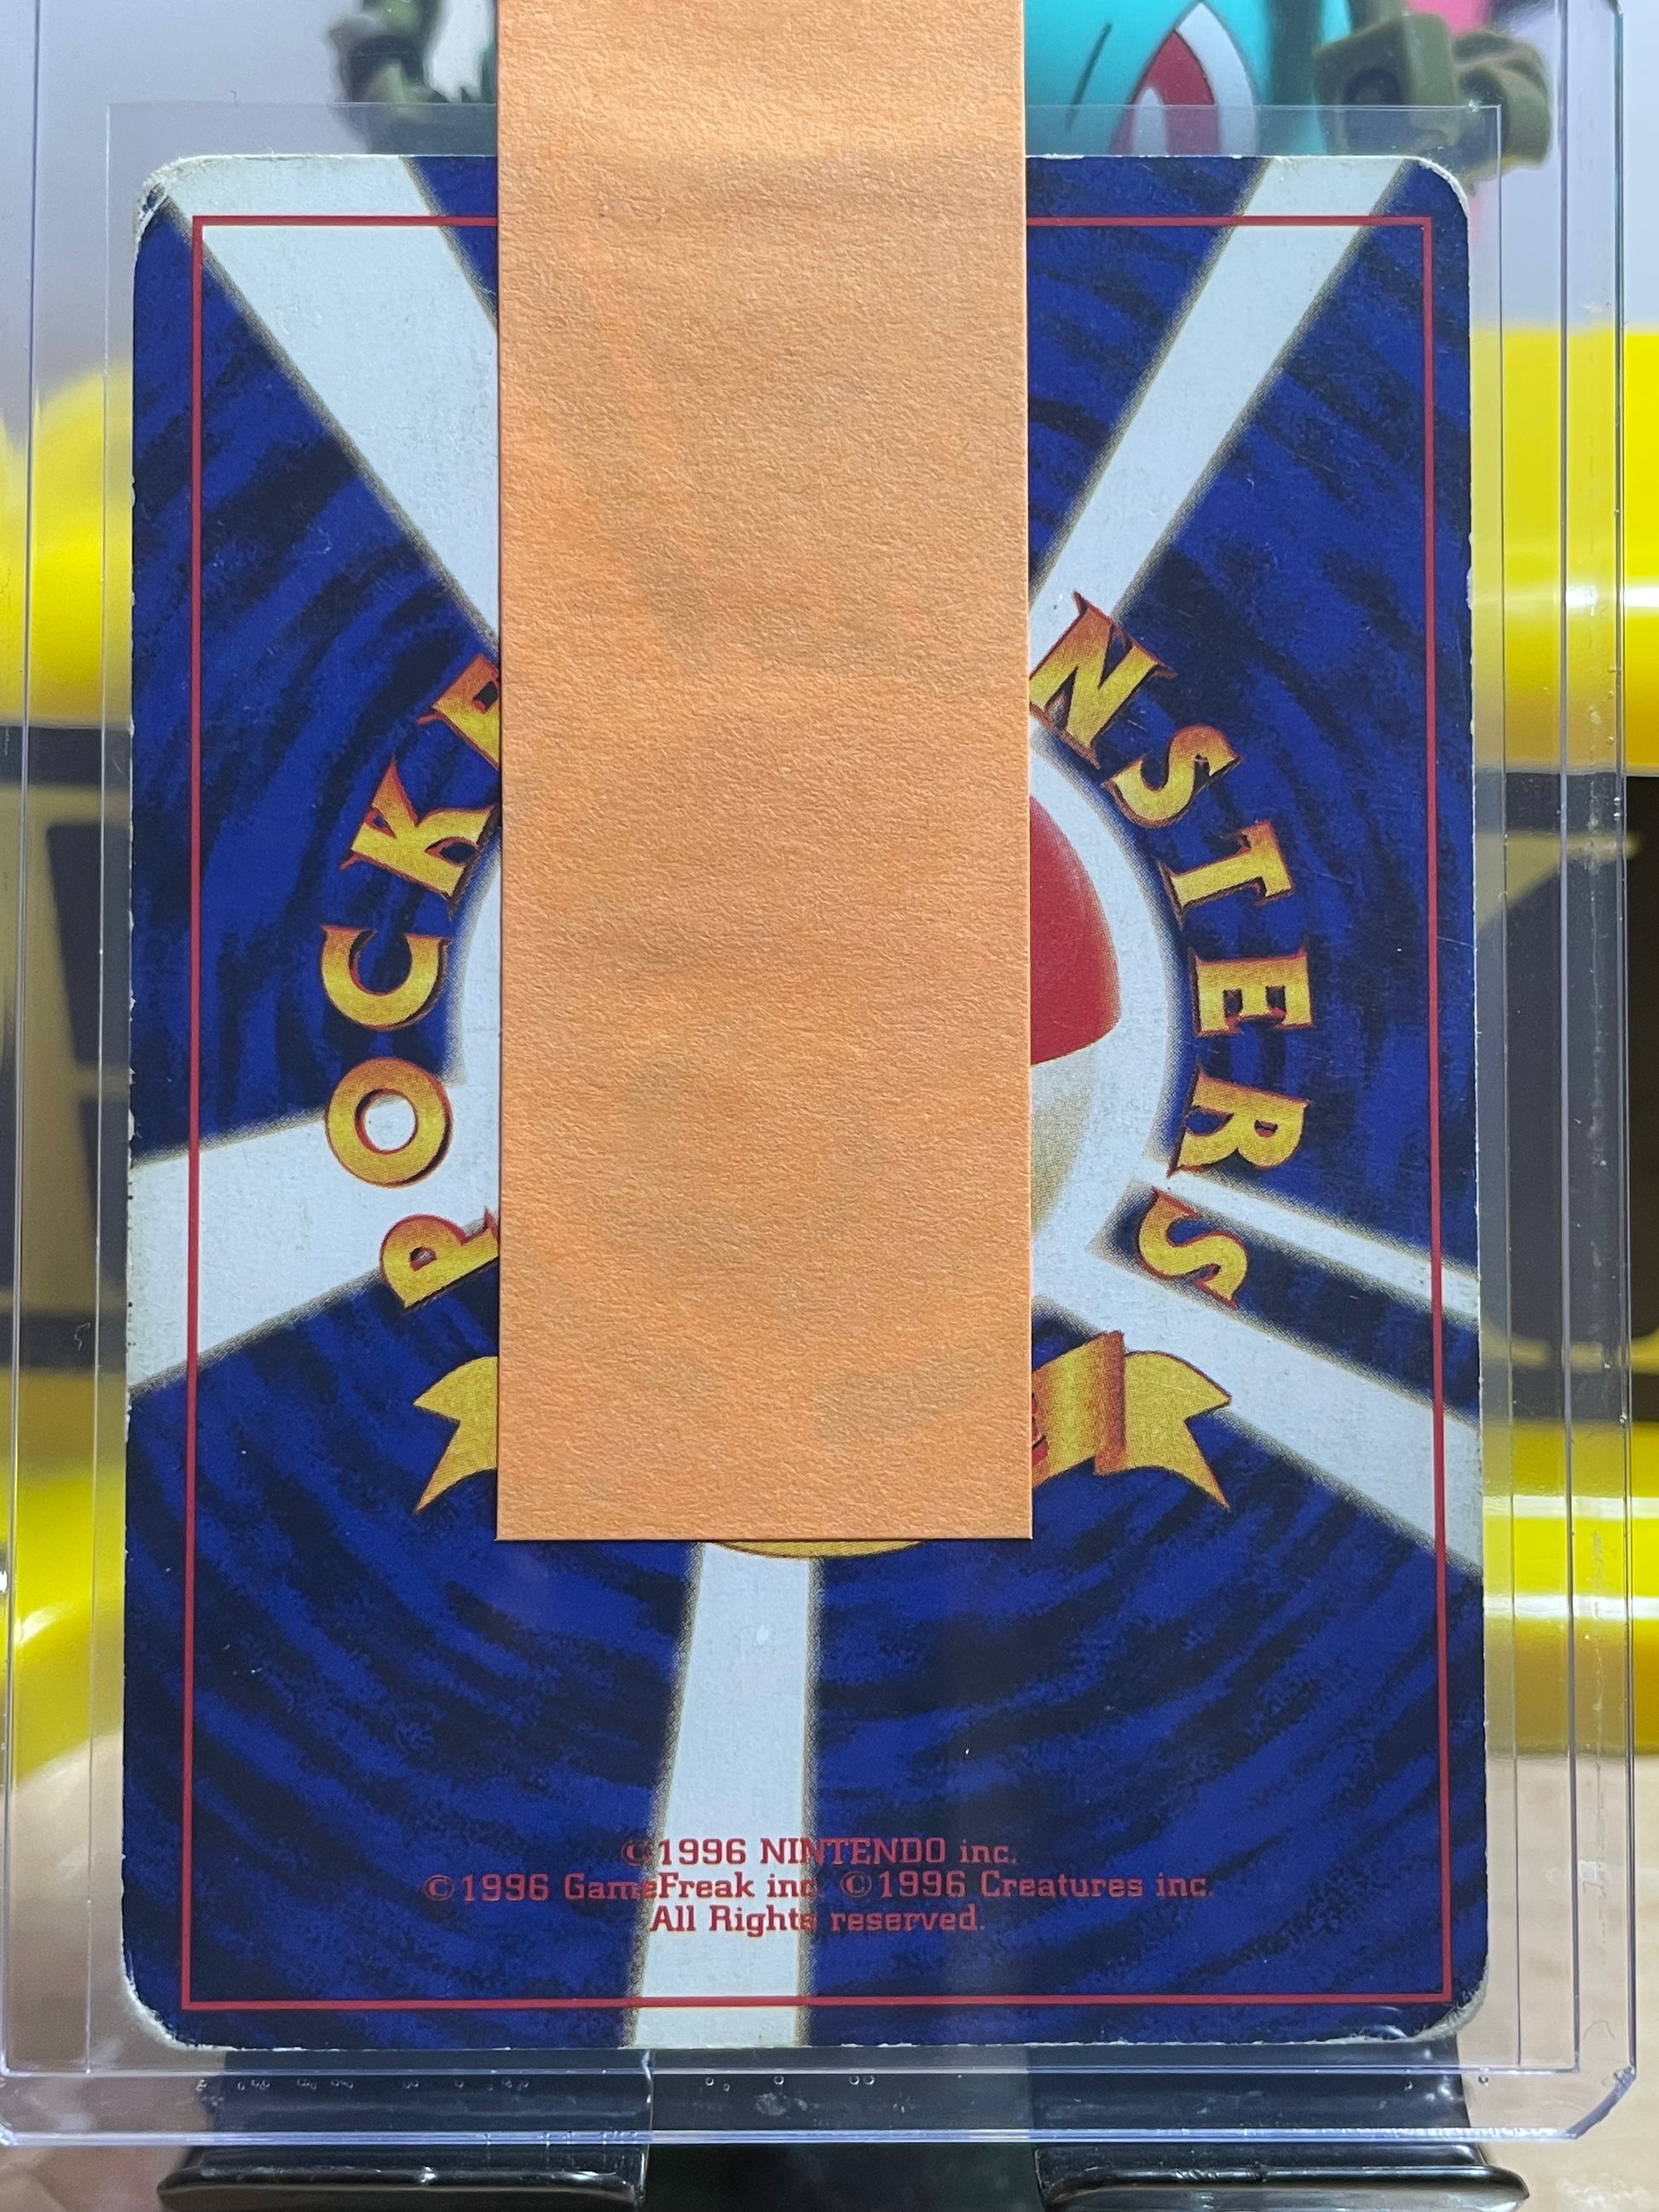 POCKE
NSTERS
©1996 NINTENDO inc.
©1996 GameFreak inc. ©1996 Creatures inc.
All Rights reserved.